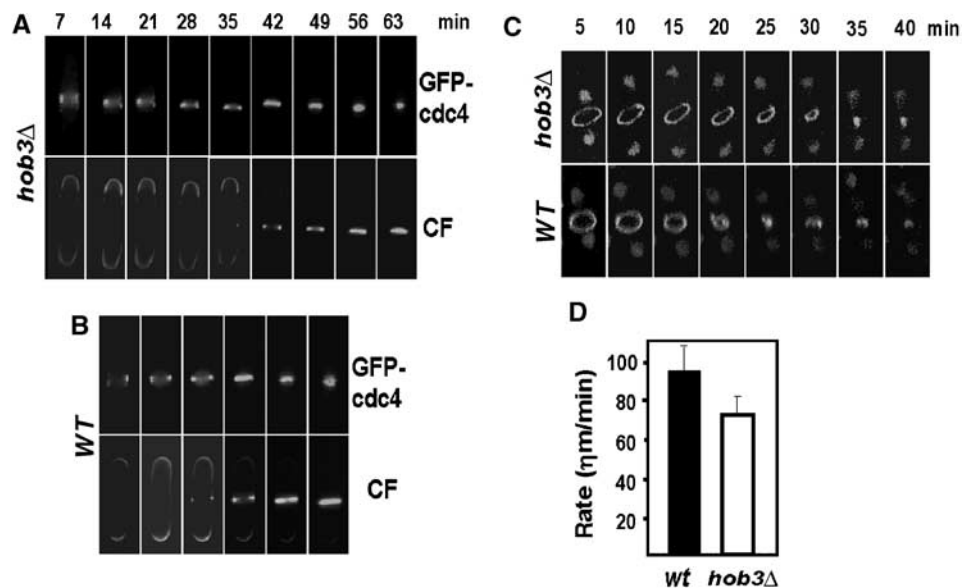 A 7 14 21 28 35 42 49 56 63 min
GFP-
cdc4
hob3Δ
CF
B
GFP-
cdc4
WT
CF
C 5 10 15 20 25 30 35 40 min
hob3Δ
WT
D
Rate (ηm/min)
100
80
60
40
20
wt hob3Δ